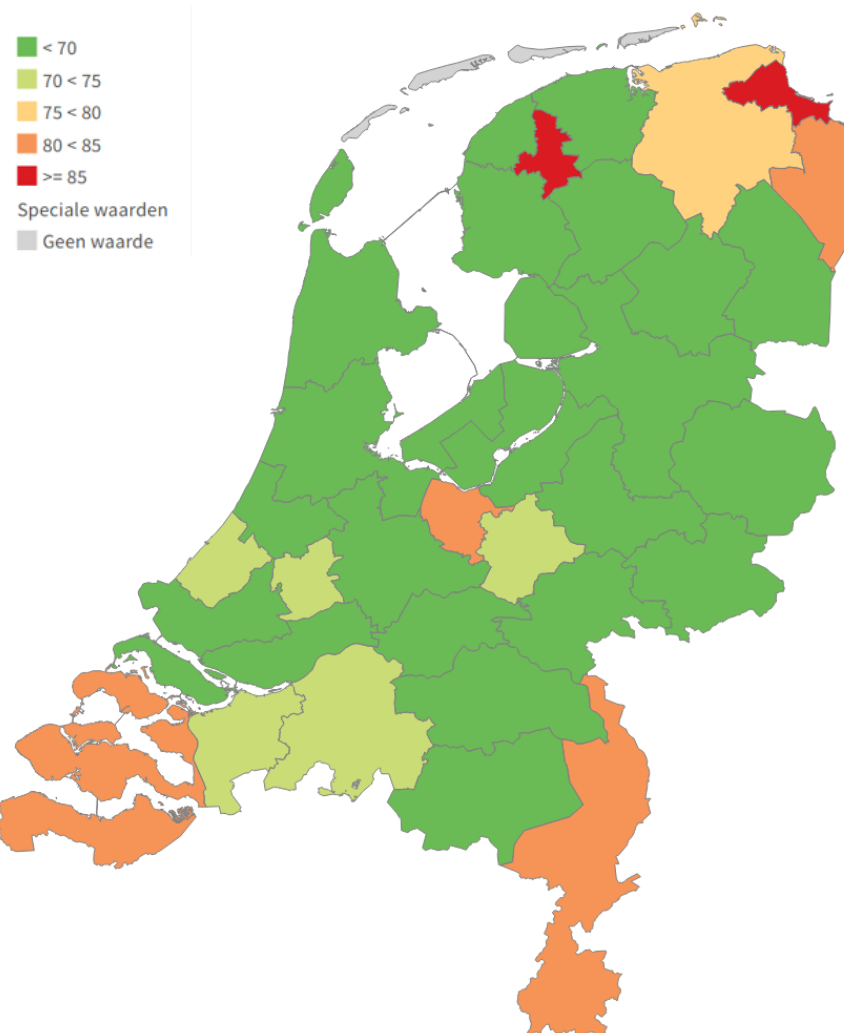 < 70
70 < 75
75 < 80
80 < 85
>= 85
Speciale waarden
Geen waarde